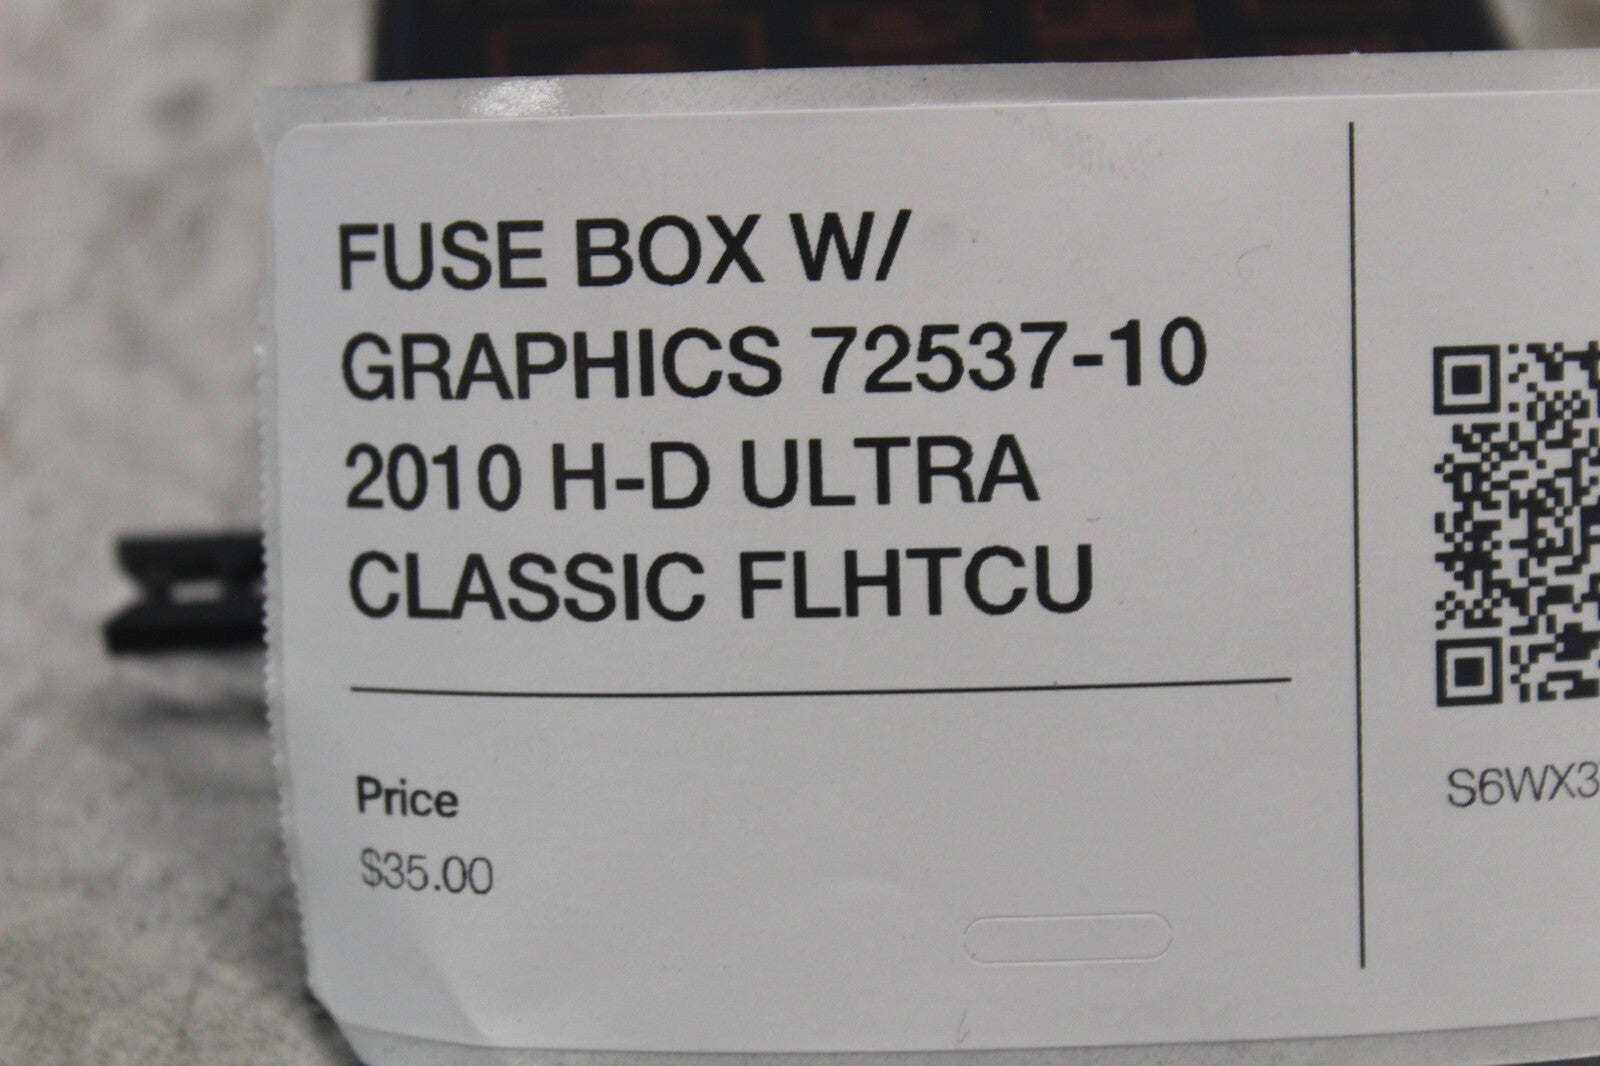 FUSE BOX W/
GRAPHICS 72537-10
2010 H-D ULTRA
CLASSIC FLHTCU
Price
$35.00
S6WX3